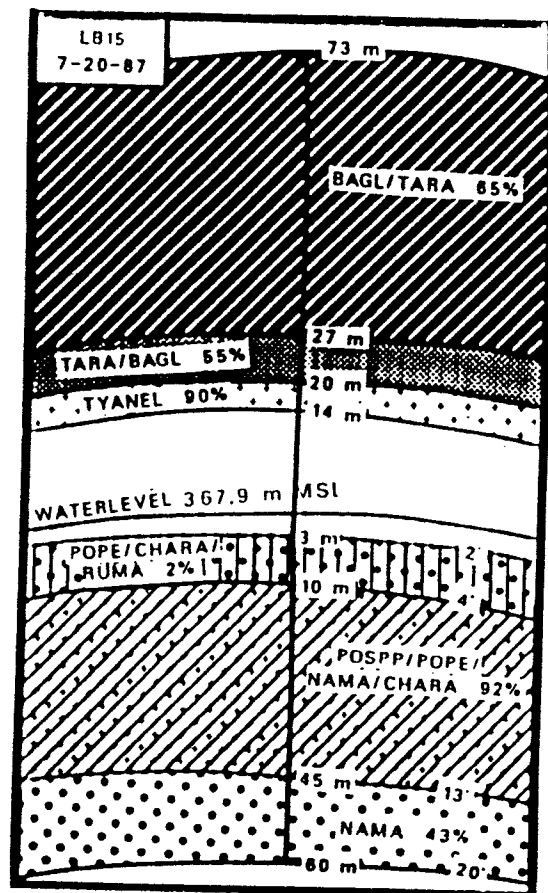 LB15
7-20-87
73 m
BAGL/TARA 65%
27 m
TARA/BAGL 55%
20 m
TYANEL 90%
14 m
WATERLEVEL 367.9 m MSL
3 m 2'
POPE/CHARA/
RUMA 2%
10 m 4'
POSPP/POPE/
NAMA/CHARA 92%
45 m 13'
NAMA 43%
60 m 20'